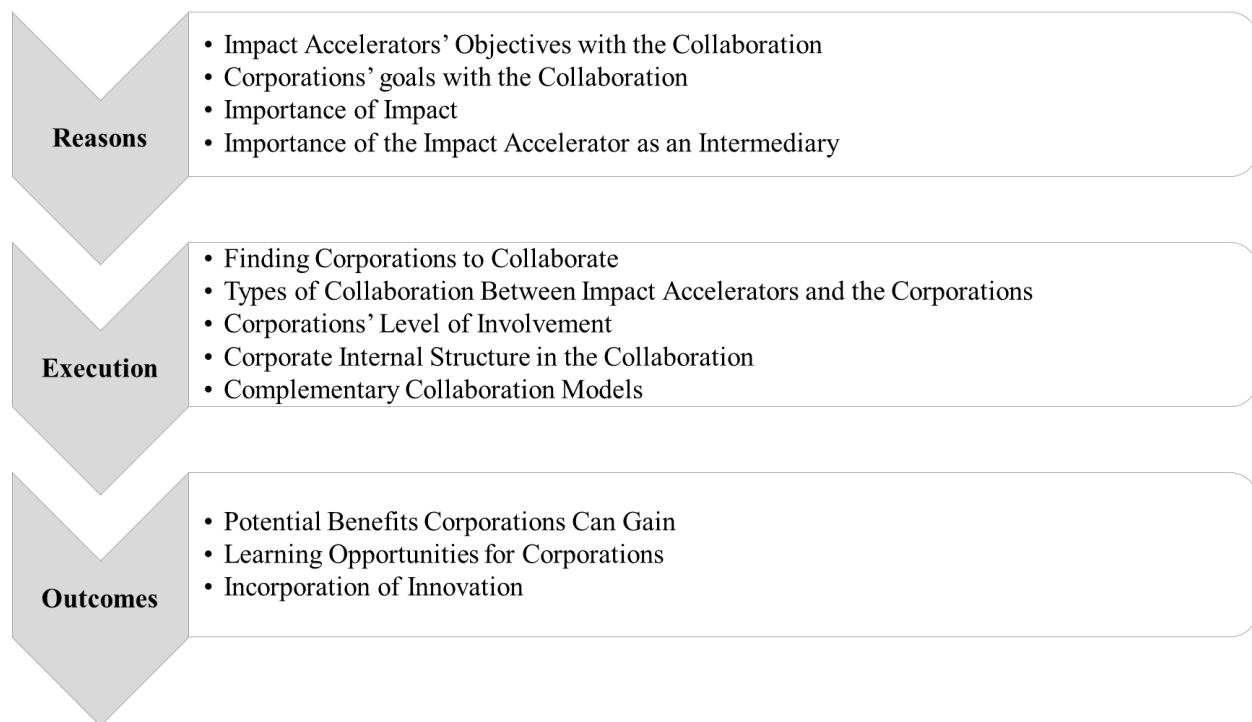 • Impact Accelerators’ Objectives with the Collaboration
• Corporations’ goals with the Collaboration
• Importance of Impact
Reasons
• Importance of the Impact Accelerator as an Intermediary
• Finding Corporations to Collaborate
• Types of Collaboration Between Impact Accelerators and the Corporations
• Corporations’ Level of Involvement
Execution
• Corporate Internal Structure in the Collaboration
• Complementary Collaboration Models
• Potential Benefits Corporations Can Gain
• Learning Opportunities for Corporations
• Incorporation of Innovation
Outcomes